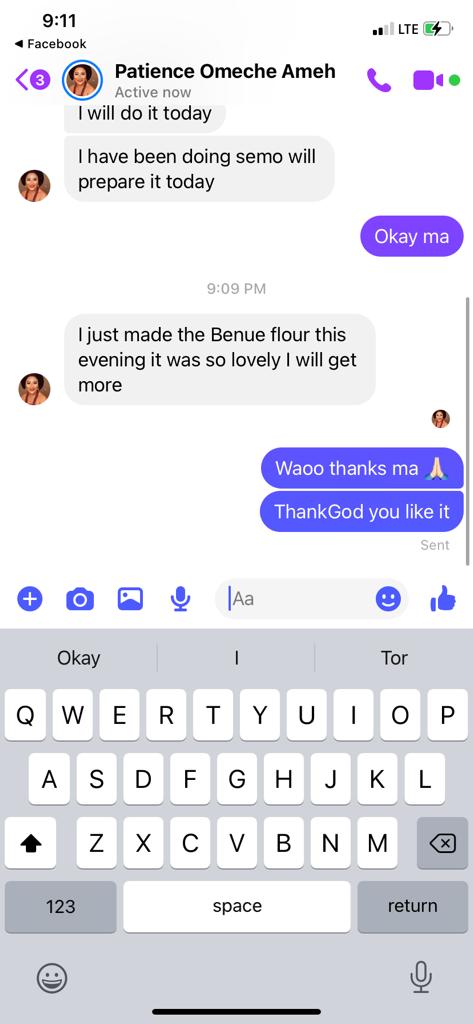 9:11
LTE
◀ Facebook
3
Patience Omeche Ameh
Active now
I will do it today
I have been doing semo will
prepare it today
Okay ma
9:09 PM
I just made the Benue flour this
evening it was so lovely I will get
more
Waoo thanks ma 🙏🏻
ThankGod you like it
Sent
Aa
Okay
I
Tor
Q W E R T Y U I O P
A S D F G H J K L
Z X C V B N M
123
space
return